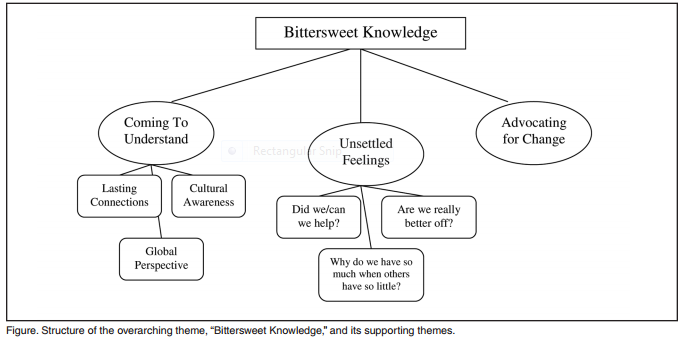 Bittersweet Knowledge
Coming To
Understand
Unsettled
Feelings
Advocating
for Change
Rectangular Snip
Lasting
Connections
Cultural
Awareness
Global
Perspective
Did we/can
we help?
Are we really
better off?
Why do we have so
much when others
have so little?
Figure. Structure of the overarching theme, “Bittersweet Knowledge,” and its supporting themes.